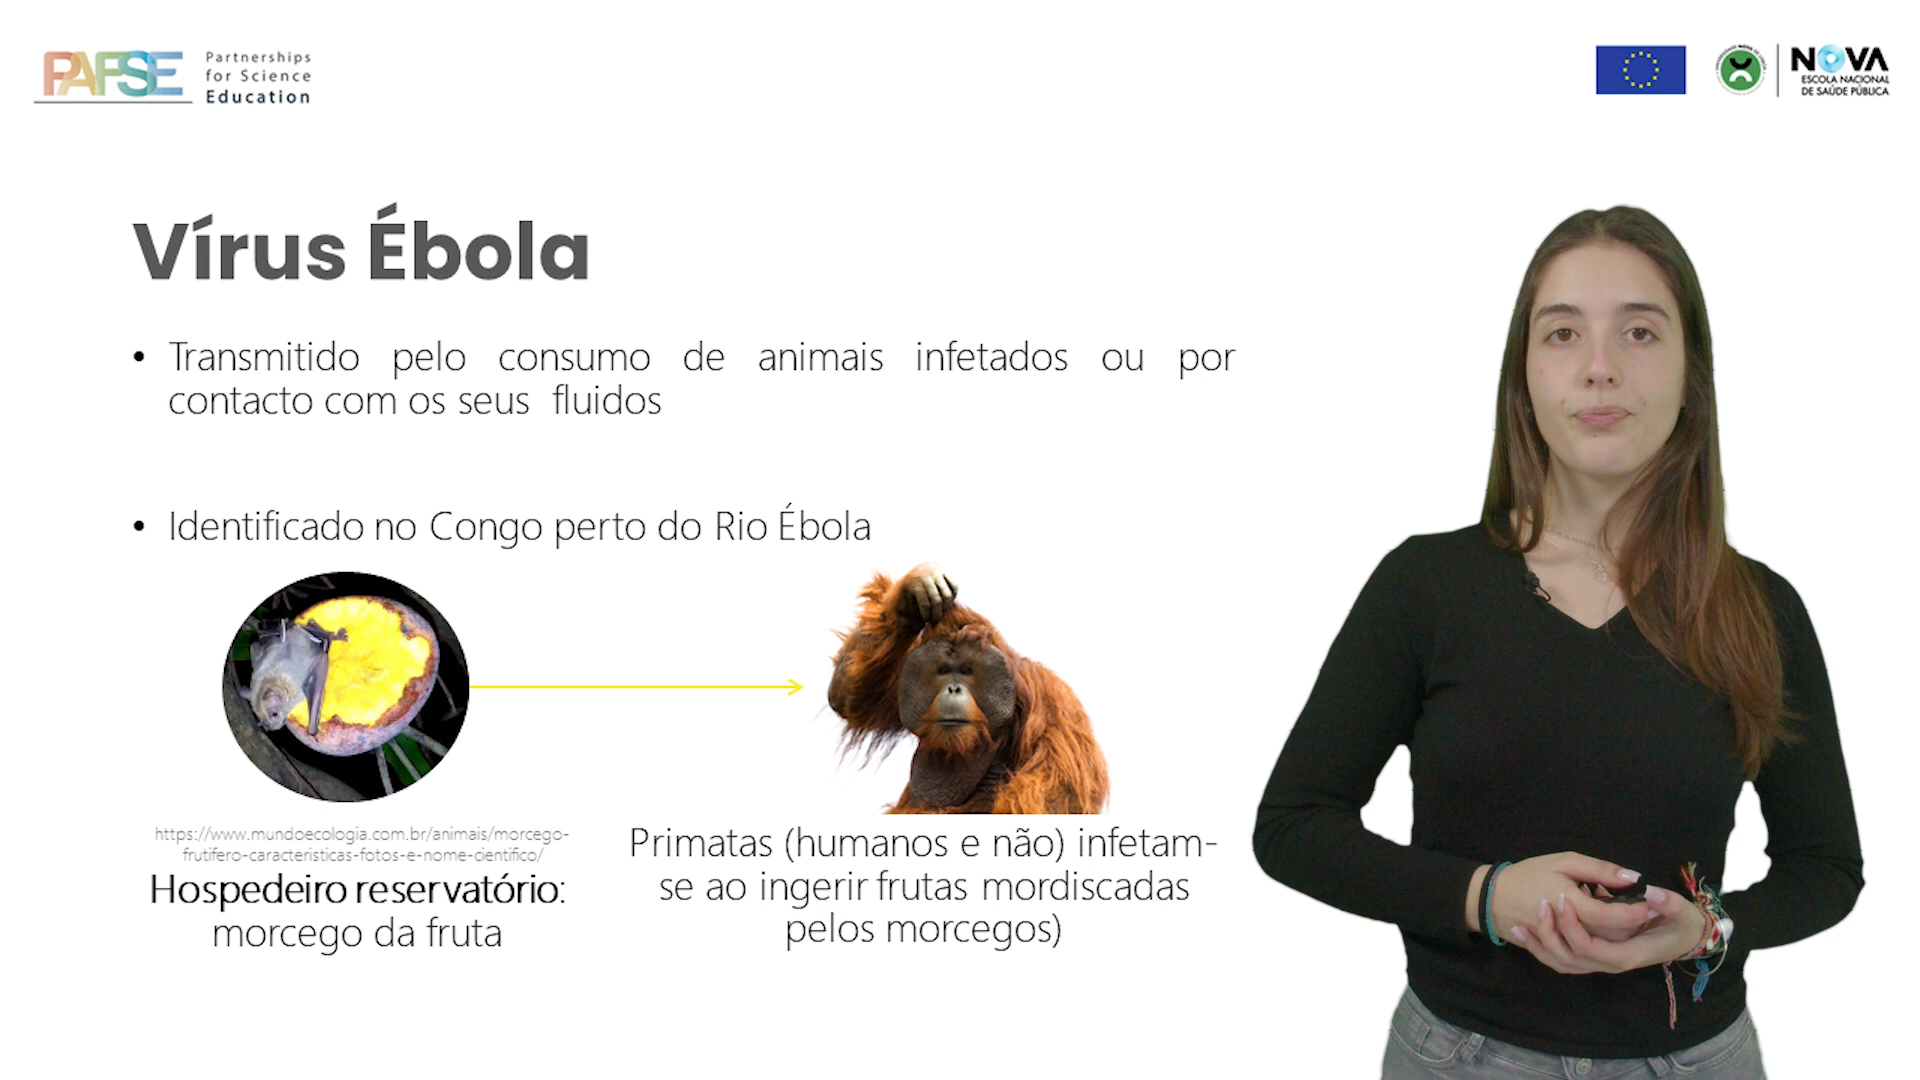 PAFSE
Partnerships
for Science
Education
NOVA
ESCOLA NACIONAL
DE SAÚDE PÚBLICA
Vírus Ébola
• Transmitido pelo consumo de animais infetados ou por
contacto com os seus fluidos
• Identificado no Congo perto do Rio Ébola
https://www.mundoecologia.com.br/animais/morcego-
frutifero-caracteristicas-fotos-e-nome-cientifico/
Hospedeiro reservatório:
morcego da fruta
Primatas (humanos e não) infetam-
se ao ingerir frutas mordiscadas
pelos morcegos)